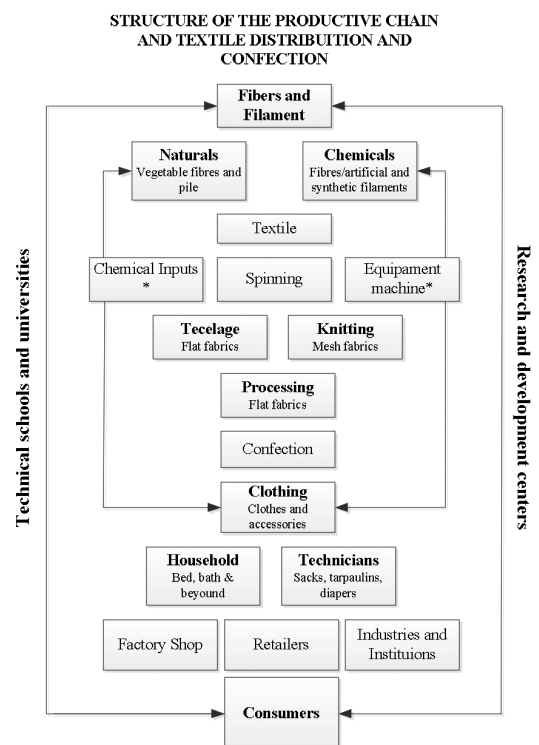 STRUCTURE OF THE PRODUCTIVE CHAIN
AND TEXTILE DISTRIBUITION AND
CONFECTION
Fibers and
Filament
Naturals
Vegetable fibres and
pile
Chemicals
Fibres/artificial and
synthetic filaments
Textile
Chemical Inputs
*
Spinning
Equipament
machine*
Tecelage
Flat fabrics
Knitting
Mesh fabrics
Processing
Flat fabrics
Confection
Clothing
Clothes and
accessories
Household
Bed, bath &
beyound
Technicians
Sacks, tarpaulins,
diapers
Factory Shop
Retailers
Industries and
Instituions
Consumers
Technical schools and universities
Research and development centers